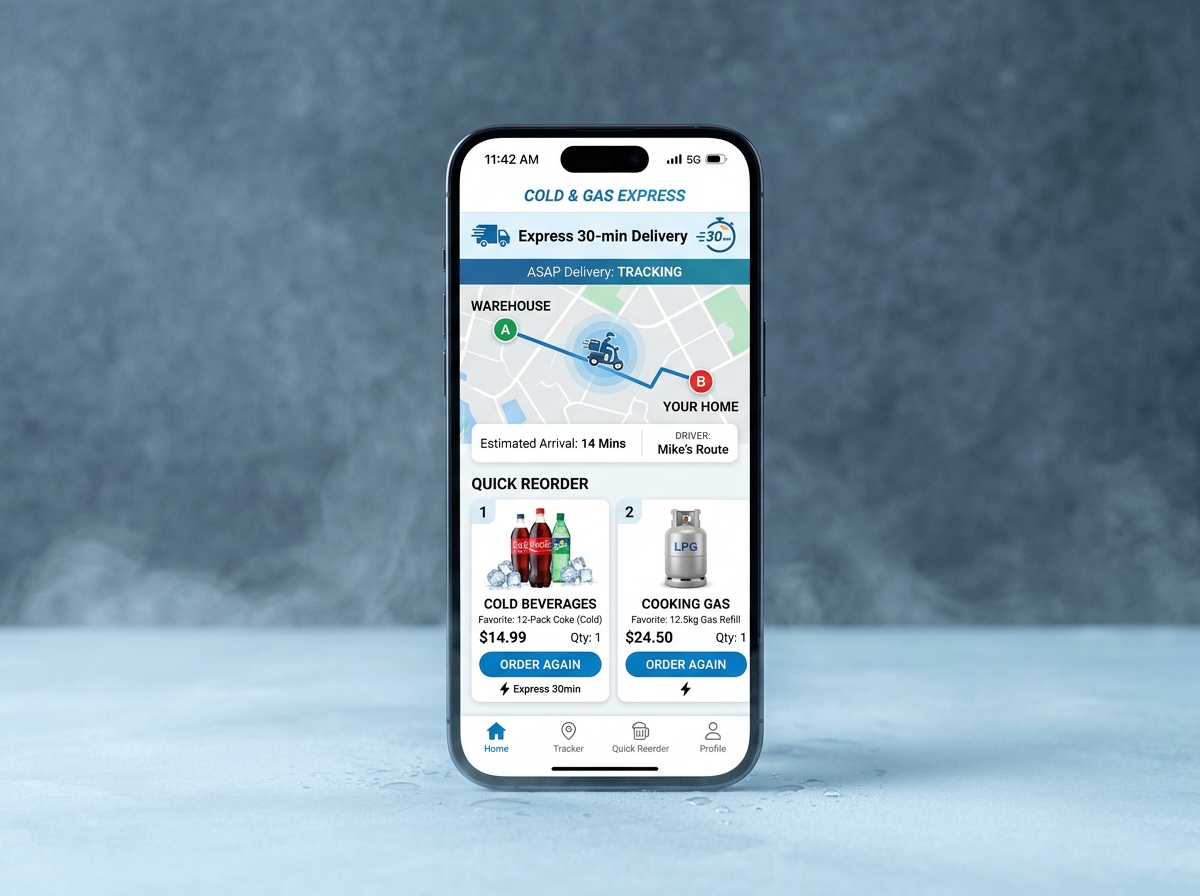 11:42 AM
5G
COLD & GAS EXPRESS
Express 30-min Delivery
30
ASAP Delivery: TRACKING
WAREHOUSE
A
B
YOUR HOME
Estimated Arrival: 14 Mins
DRIVER:
Mike's Route
QUICK REORDER
1
COLD BEVERAGES
Favorite: 12-Pack Coke (Cold)
$14.99 Qty: 1
ORDER AGAIN
Express 30min
2
LPG
COOKING GAS
Favorite: 12.5kg Gas Refill
$24.50 Qty: 1
ORDER AGAIN
Home
Tracker
Quick Reerder
Profile